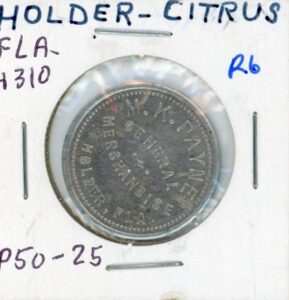 HOLDER-CITRUS
FLA-
4310
R6
M. K. PAYNE
GENERAL
MERCHANDISE
HOLDER, FLA.
P50-25